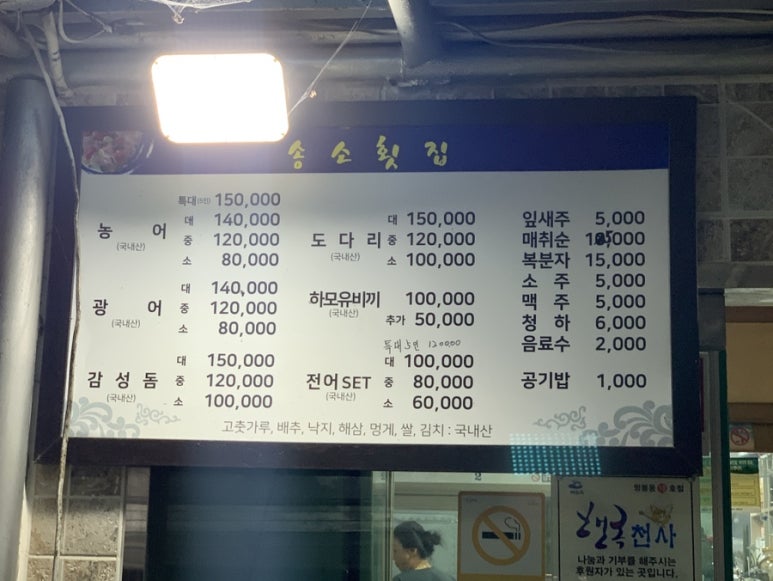 송소횟집
특대(5인) 150,000
농어 대 140,000
(국내산) 중 120,000
소 80,000
광어 대 140,000
(국내산) 중 120,000
소 80,000
감성돔 대 150,000
(국내산) 중 120,000
소 100,000
도다리 대 150,000
(국내산) 중 120,000
소 100,000
하모유비끼 100,000
(국내산) 추가 50,000
특대 5인 120000
전어SET 대 100,000
(국내산) 중 80,000
소 60,000
잎새주 5,000
매취순
복분자 15,000
소주 5,000
맥주 5,000
청하 6,000
음료수 2,000
공기밥 1,000
고춧가루, 배추, 낙지, 해삼, 멍게, 쌀, 김치 : 국내산
2
호점
행복천사
나눔과 기부를 해주시는
후원자가 있는 곳입니다.